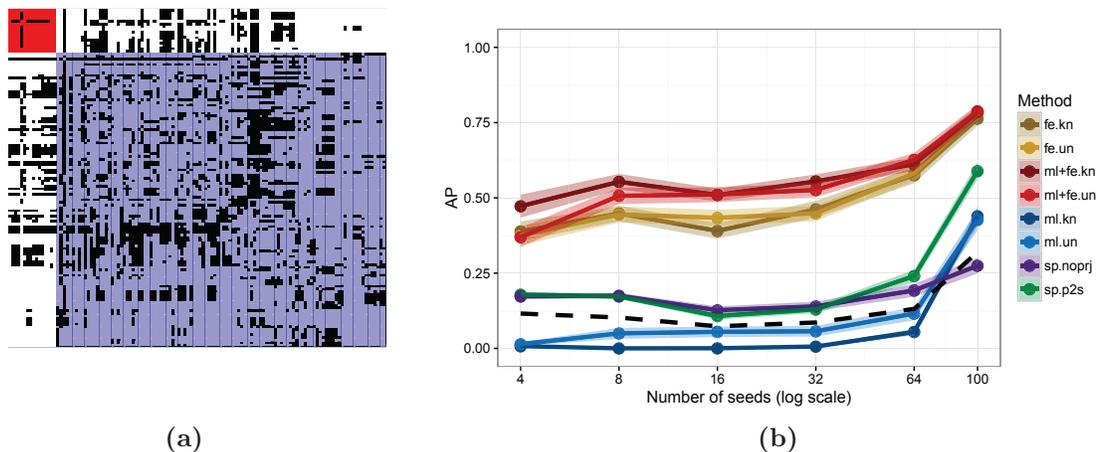 1.00
0.75
0.50
0.25
0.00
AP
4 8 16 32 64 100
Number of seeds (log scale)
Method
fe.kn
fe.un
ml+fe.kn
ml+fe.un
ml.kn
ml.un
sp.noprj
sp.p2s
(a) (b)